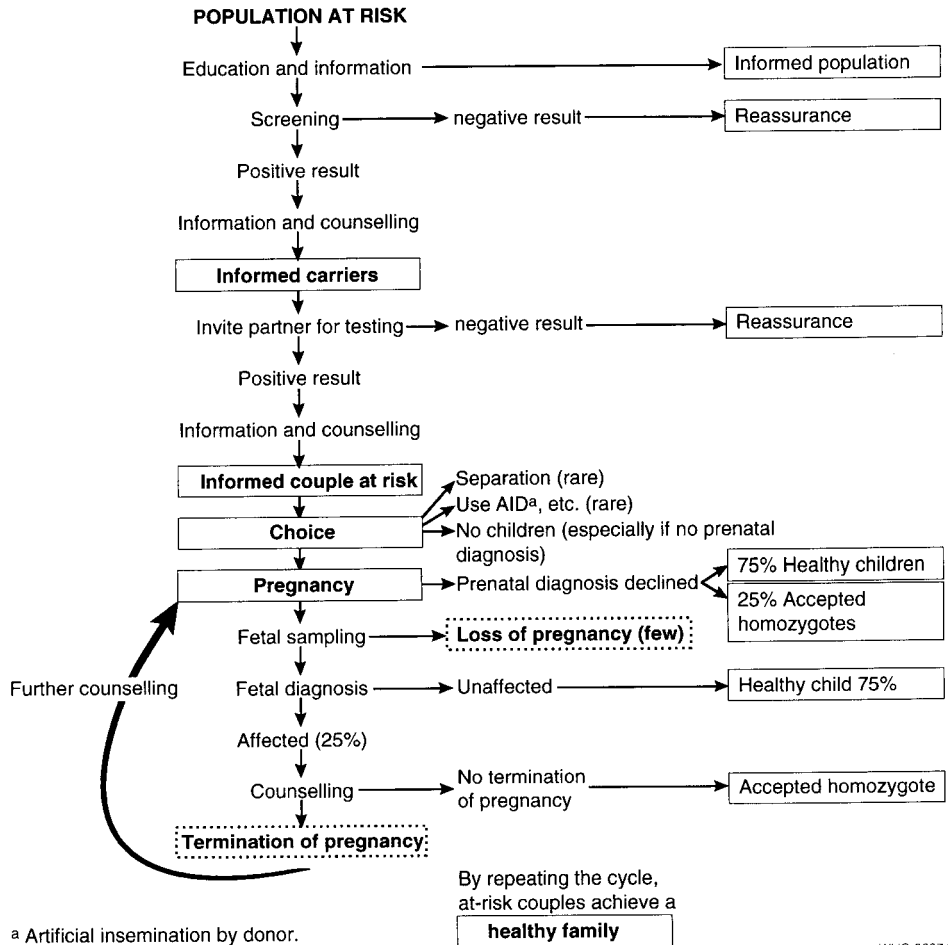 POPULATION AT RISK
Education and information
Informed population
Screening
negative result
Reassurance
Positive result
Information and counselling
Informed carriers
Invite partner for testing
negative result
Reassurance
Positive result
Information and counselling
Informed couple at risk
Separation (rare)
Use AIDᵃ, etc. (rare)
Choice
No children (especially if no prenatal
diagnosis)
Pregnancy
Prenatal diagnosis declined
75% Healthy children
25% Accepted
homozygotes
Fetal sampling
Loss of pregnancy (few)
Further counselling
Fetal diagnosis
Unaffected
Healthy child 75%
Affected (25%)
Counselling
No termination
of pregnancy
Accepted homozygote
Termination of pregnancy
By repeating the cycle,
at-risk couples achieve a
healthy family
ᵃ Artificial insemination by donor.